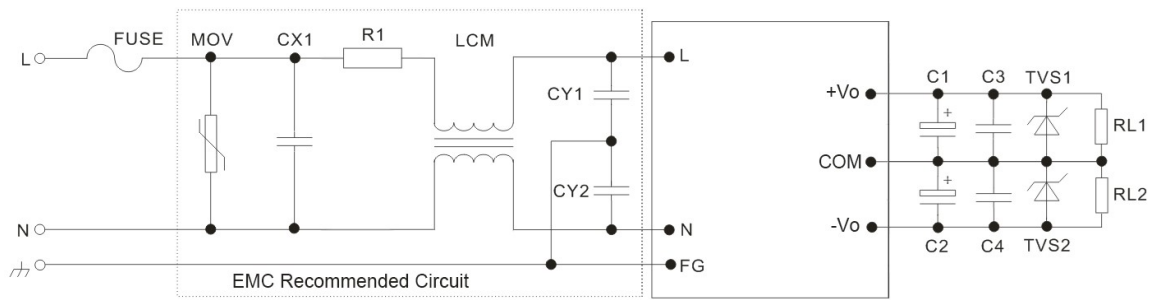 FUSE MOV CX1 R1 LCM
L
L
CY1
+Vo
C1 C3 TVS1
RL1
COM
CY2
RL2
N
N
-Vo
C2 C4 TVS2
FG
EMC Recommended Circuit
+
+